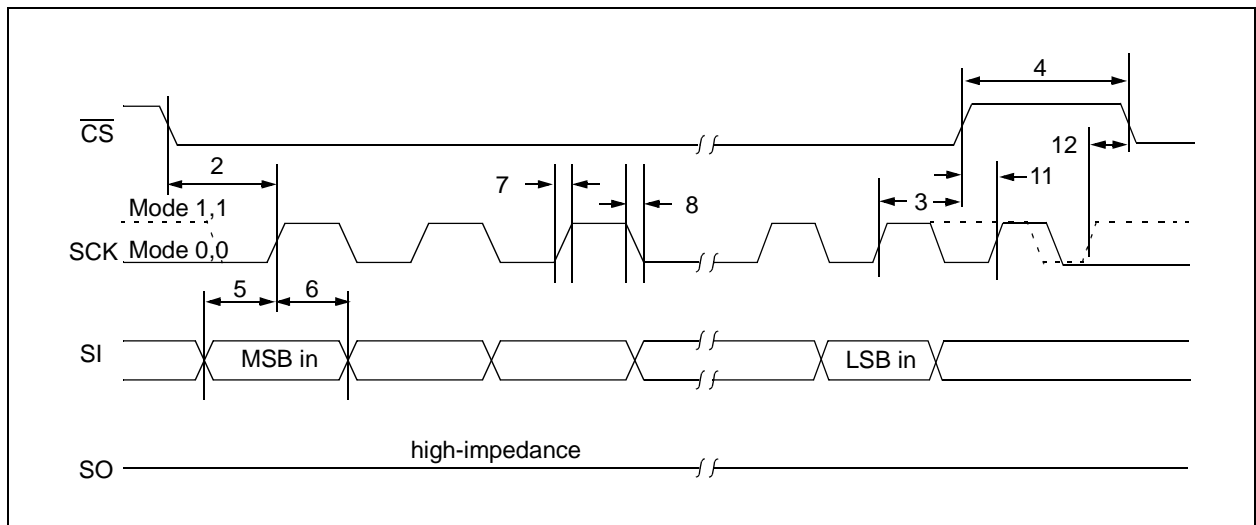 4
CS
12
2
7
11
8
3
Mode 1,1
SCK Mode 0,0
5 6
SI MSB in LSB in
high-impedance
SO